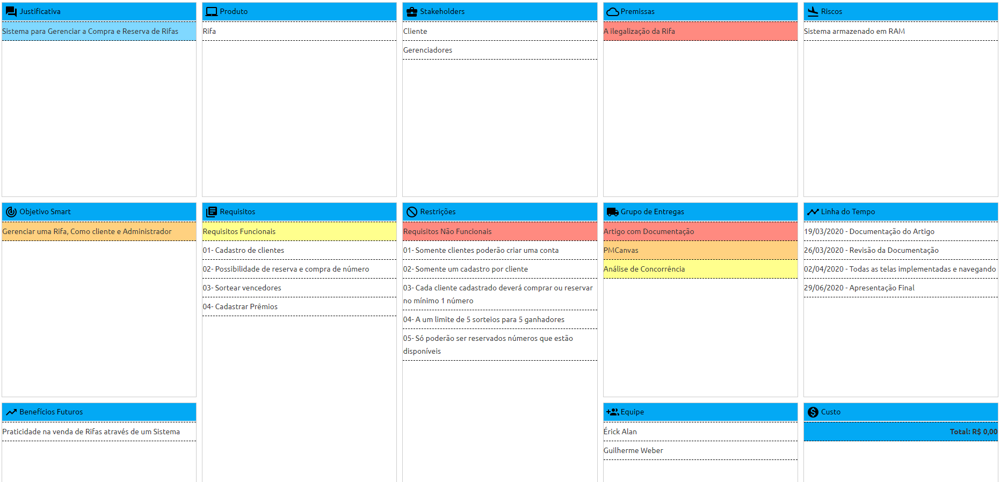 Justificativa
Sistema para Gerenciar a Compra e Reserva de Rifas
Produto
Rifa
Stakeholders
Cliente
Gerenciadores
Premissas
A ilegalização da Rifa
Riscos
Sistema armazenado em RAM
Objetivo Smart
Gerenciar uma Rifa, Como cliente e Administrador
Requisitos
Requisitos Funcionais
01- Cadastro de clientes
02- Possibilidade de reserva e compra de número
03- Sortear vencedores
04- Cadastrar Prêmios
Restrições
Requisitos Não Funcionais
01- Somente clientes poderão criar uma conta
02- Somente um cadastro por cliente
03- Cada cliente cadastrado deverá comprar ou reservar
no mínimo 1 número
04- A um limite de 5 sorteios para 5 ganhadores
05- Só poderão ser reservados números que estão
disponíveis
Grupo de Entregas
Artigo com Documentação
PMCanvas
Análise de Concorrência
Linha do Tempo
19/03/2020 - Documentação do Artigo
26/03/2020 - Revisão da Documentação
02/04/2020 - Todas as telas implementadas e navegando
29/06/2020 - Apresentação Final
Benefícios Futuros
Praticidade na venda de Rifas através de um Sistema
Equipe
Érick Alan
Guilherme Weber
Custo
Total: R$ 0,00